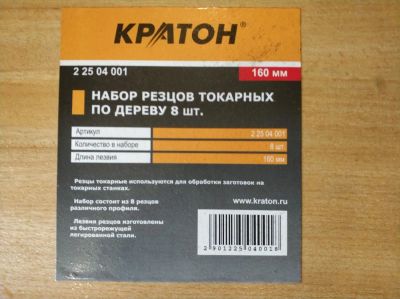 КРАТОН®
2 25 04 001
160 мм
НАБОР РЕЗЦОВ ТОКАРНЫХ
ПО ДЕРЕВУ 8 шт.
Артикул 2 25 04 001
Количество в наборе 8 шт.
Длина лезвия 160 мм
Резцы токарные используются для обработки заготовок на
токарных станках.
Набор состоит из 8 резцов
различного профиля.
www.kraton.ru
Лезвия резцов изготовлены
из быстрорежущей
легированной стали.
2901225040018